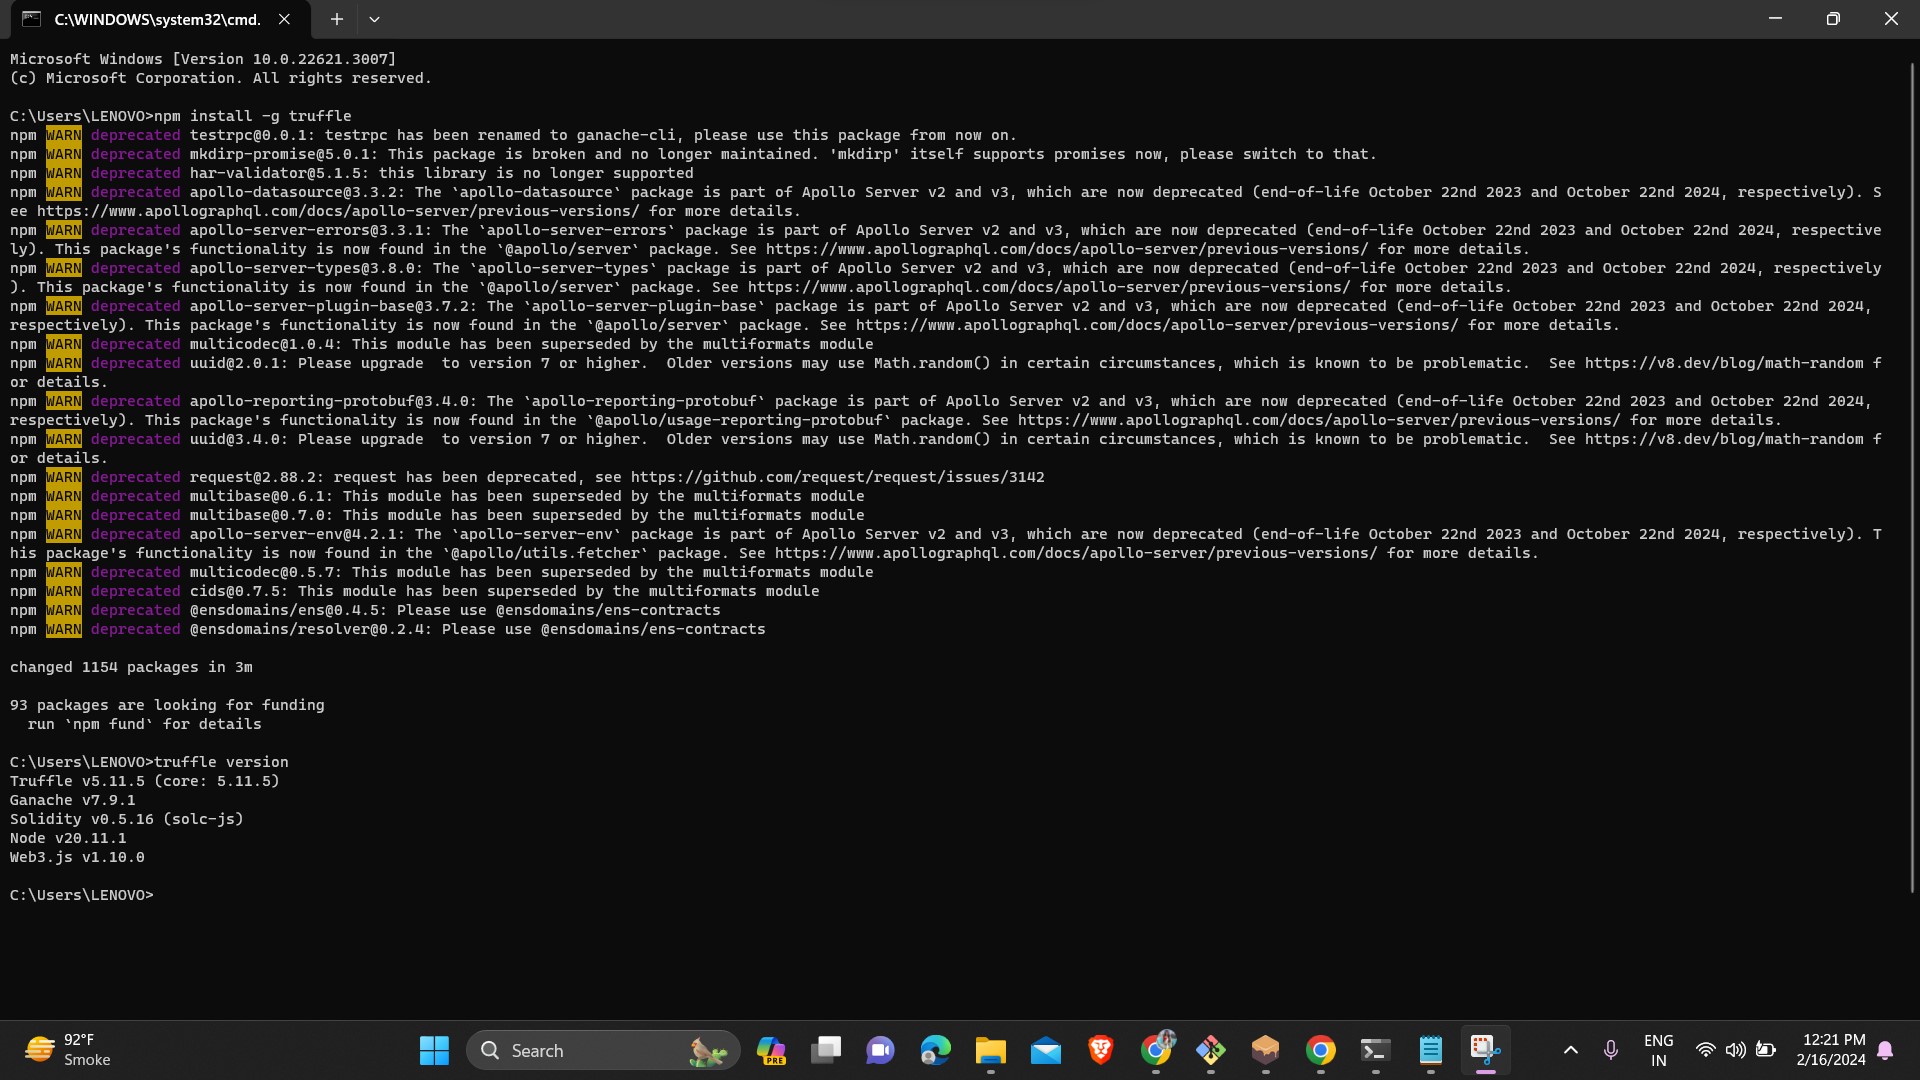 C:\WINDOWS\system32\cmd.
Microsoft Windows [Version 10.0.22621.3007]
(c) Microsoft Corporation. All rights reserved.
C:\Users\LENOVO>npm install -g truffle
npm WARN deprecated testrpc@0.0.1: testrpc has been renamed to ganache-cli, please use this package from now on.
npm WARN deprecated mkdirp-promise@5.0.1: This package is broken and no longer maintained. 'mkdirp' itself supports promises now, please switch to that.
npm WARN deprecated har-validator@5.1.5: this library is no longer supported
npm WARN deprecated apollo-datasource@3.3.2: The `apollo-datasource` package is part of Apollo Server v2 and v3, which are now deprecated (end-of-life October 22nd 2023 and October 22nd 2024, respectively). S
ee https://www.apollographql.com/docs/apollo-server/previous-versions/ for more details.
npm WARN deprecated apollo-server-errors@3.3.1: The `apollo-server-errors` package is part of Apollo Server v2 and v3, which are now deprecated (end-of-life October 22nd 2023 and October 22nd 2024, respective
ly). This package's functionality is now found in the `@apollo/server` package. See https://www.apollographql.com/docs/apollo-server/previous-versions/ for more details.
npm WARN deprecated apollo-server-types@3.8.0: The `apollo-server-types` package is part of Apollo Server v2 and v3, which are now deprecated (end-of-life October 22nd 2023 and October 22nd 2024, respectively
). This package's functionality is now found in the `@apollo/server` package. See https://www.apollographql.com/docs/apollo-server/previous-versions/ for more details.
npm WARN deprecated apollo-server-plugin-base@3.7.2: The `apollo-server-plugin-base` package is part of Apollo Server v2 and v3, which are now deprecated (end-of-life October 22nd 2023 and October 22nd 2024,
respectively). This package's functionality is now found in the `@apollo/server` package. See https://www.apollographql.com/docs/apollo-server/previous-versions/ for more details.
npm WARN deprecated multicodec@1.0.4: This module has been superseded by the multiformats module
npm WARN deprecated uuid@2.0.1: Please upgrade  to version 7 or higher.  Older versions may use Math.random() in certain circumstances, which is known to be problematic.  See https://v8.dev/blog/math-random f
or details.
npm WARN deprecated apollo-reporting-protobuf@3.4.0: The `apollo-reporting-protobuf` package is part of Apollo Server v2 and v3, which are now deprecated (end-of-life October 22nd 2023 and October 22nd 2024,
respectively). This package's functionality is now found in the `@apollo/usage-reporting-protobuf` package. See https://www.apollographql.com/docs/apollo-server/previous-versions/ for more details.
npm WARN deprecated uuid@3.4.0: Please upgrade  to version 7 or higher.  Older versions may use Math.random() in certain circumstances, which is known to be problematic.  See https://v8.dev/blog/math-random f
or details.
npm WARN deprecated request@2.88.2: request has been deprecated, see https://github.com/request/request/issues/3142
npm WARN deprecated multibase@0.6.1: This module has been superseded by the multiformats module
npm WARN deprecated multibase@0.7.0: This module has been superseded by the multiformats module
npm WARN deprecated apollo-server-env@4.2.1: The `apollo-server-env` package is part of Apollo Server v2 and v3, which are now deprecated (end-of-life October 22nd 2023 and October 22nd 2024, respectively). T
his package's functionality is now found in the `@apollo/utils.fetcher` package. See https://www.apollographql.com/docs/apollo-server/previous-versions/ for more details.
npm WARN deprecated multicodec@0.5.7: This module has been superseded by the multiformats module
npm WARN deprecated cids@0.7.5: This module has been superseded by the multiformats module
npm WARN deprecated @ensdomains/ens@0.4.5: Please use @ensdomains/ens-contracts
npm WARN deprecated @ensdomains/resolver@0.2.4: Please use @ensdomains/ens-contracts
changed 1154 packages in 3m
93 packages are looking for funding
run `npm fund` for details
C:\Users\LENOVO>truffle version
Truffle v5.11.5 (core: 5.11.5)
Ganache v7.9.1
Solidity v0.5.16 (solc-js)
Node v20.11.1
Web3.js v1.10.0
C:\Users\LENOVO>
92°F
Smoke
Search
PRE
ENG
IN
12:21 PM
2/16/2024